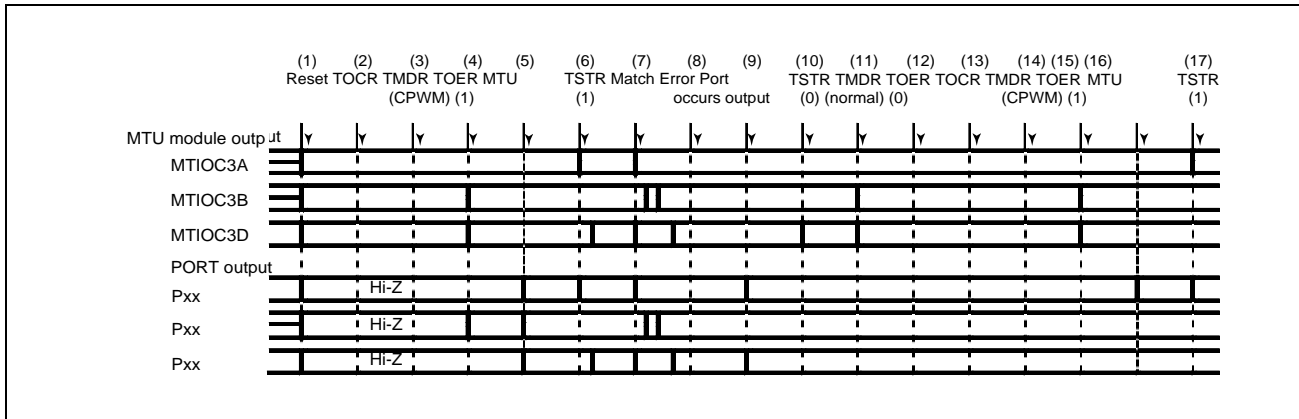 (1) (2) (3) (4) (5) (6) (7) (8) (9) (10) (11) (12) (13) (14) (15) (16) (17)
Reset TOCR TMDR TOER MTU TSTR Match Error Port TSTR TMDR TOER TOCR TMDR TOER MTU TSTR
(CPWM) (1) (1) occurs output (0) (normal) (0) (CPWM) (1) (1)
MTU module output
MTIOC3A
MTIOC3B
MTIOC3D
PORT output
Pxx Hi-Z
Pxx Hi-Z
Pxx Hi-Z